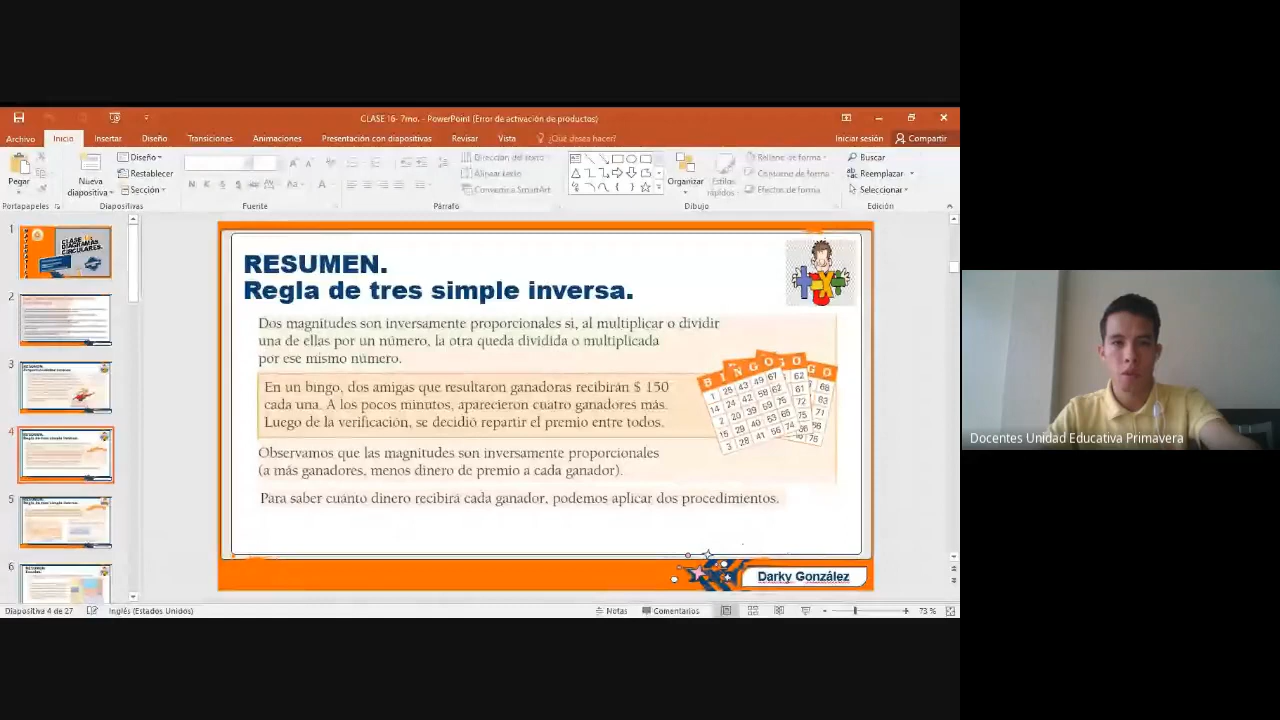 CLASE 16- 7mo. - PowerPoint (Error de activación de productos)
Archivo Inicio Insertar Diseño Transiciones Animaciones Presentación con diapositivas Revisar Vista ¿Qué desea hacer? Iniciar sesión Compartir
Pegar
Nueva diapositiva
Diseño
Restablecer
Sección
Dirección del texto
Alinear texto
Convertir a SmartArt
Organizar
Estilos rápidos
Relleno de forma
Contorno de forma
Efectos de forma
Buscar
Reemplazar
Seleccionar
Portapapeles Diapositivas Fuente Párrafo Dibujo Edición
1
2
3
4
5
6
RESUMEN.
Regla de tres simple inversa.
Dos magnitudes son inversamente proporcionales si, al multiplicar o dividir
una de ellas por un número, la otra queda dividida o multiplicada
por ese mismo número.
En un bingo, dos amigas que resultaron ganadoras recibirán $ 150
cada una. A los pocos minutos, aparecieron cuatro ganadores más.
Luego de la verificación, se decidió repartir el premio entre todos.
Observamos que las magnitudes son inversamente proporcionales
(a más ganadores, menos dinero de premio a cada ganador).
Para saber cuánto dinero recibirá cada ganador, podemos aplicar dos procedimientos.
BINGO
Darky González
Docentes Unidad Educativa Primavera
Diapositiva 4 de 27 Inglés (Estados Unidos) Notas Comentarios 73 %